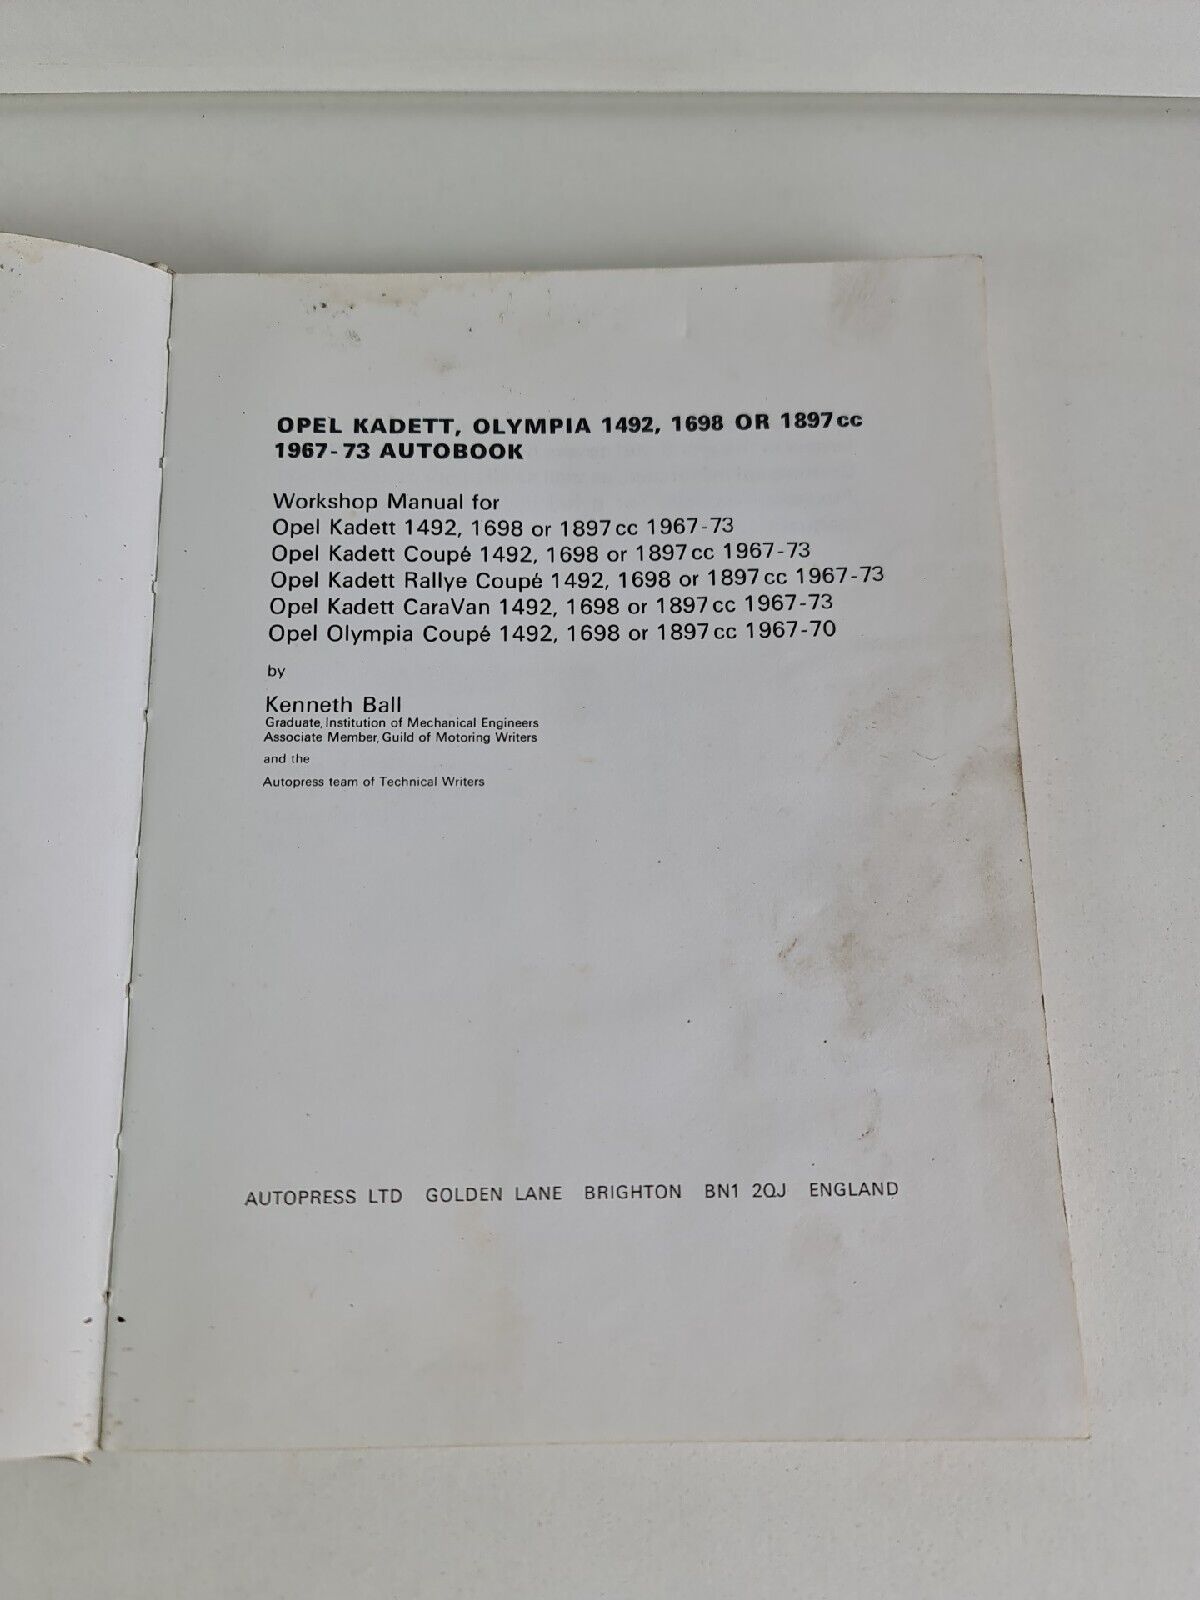 OPEL KADETT, OLYMPIA 1492, 1698 OR 1897cc
1967-73 AUTOBOOK
Workshop Manual for
Opel Kadett 1492, 1698 or 1897cc 1967-73
Opel Kadett Coupé 1492, 1698 or 1897cc 1967-73
Opel Kadett Rallye Coupé 1492, 1698 or 1897cc 1967-73
Opel Kadett CaraVan 1492, 1698 or 1897cc 1967-73
Opel Olympia Coupé 1492, 1698 or 1897cc 1967-70
by
Kenneth Ball
Graduate, Institution of Mechanical Engineers
Associate Member, Guild of Motoring Writers
and the
Autopress team of Technical Writers
AUTOPRESS LTD GOLDEN LANE BRIGHTON BN1 2QJ ENGLAND